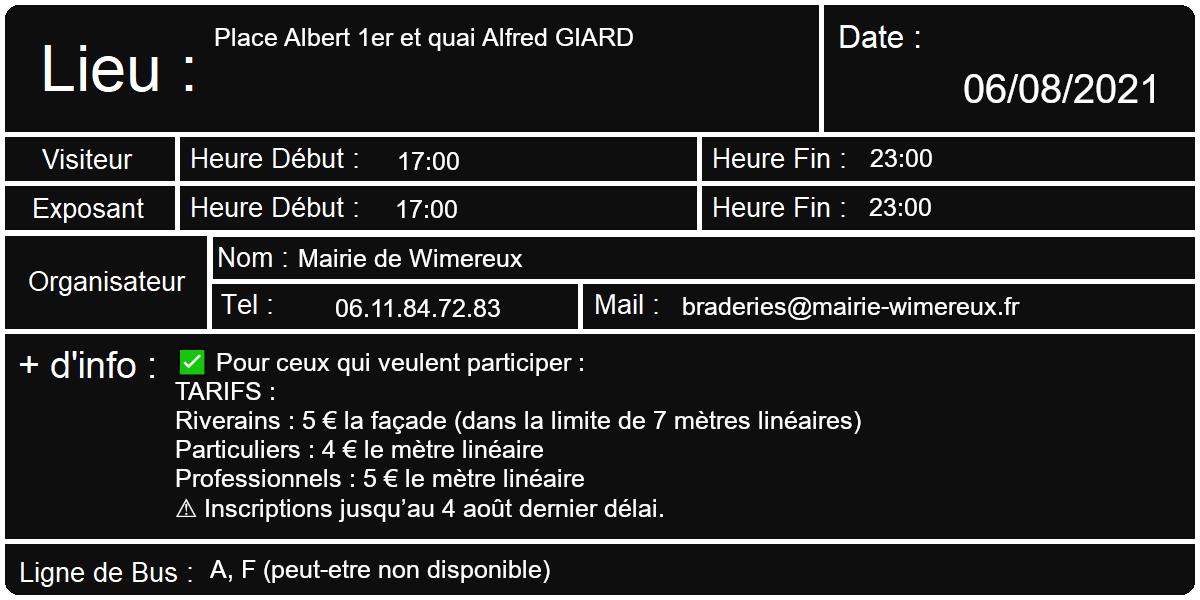 Lieu : Place Albert 1er et quai Alfred GIARD
Date :
06/08/2021
Visiteur Heure Début : 17:00 Heure Fin : 23:00
Exposant Heure Début : 17:00 Heure Fin : 23:00
Organisateur
Nom : Mairie de Wimereux
Tel : 06.11.84.72.83 Mail : braderies@mairie-wimereux.fr
+ d'info : ✅ Pour ceux qui veulent participer :
TARIFS :
Riverains : 5 € la façade (dans la limite de 7 mètres linéaires)
Particuliers : 4 € le mètre linéaire
Professionnels : 5 € le mètre linéaire
⚠ Inscriptions jusqu’au 4 août dernier délai.
Ligne de Bus : A, F (peut-etre non disponible)